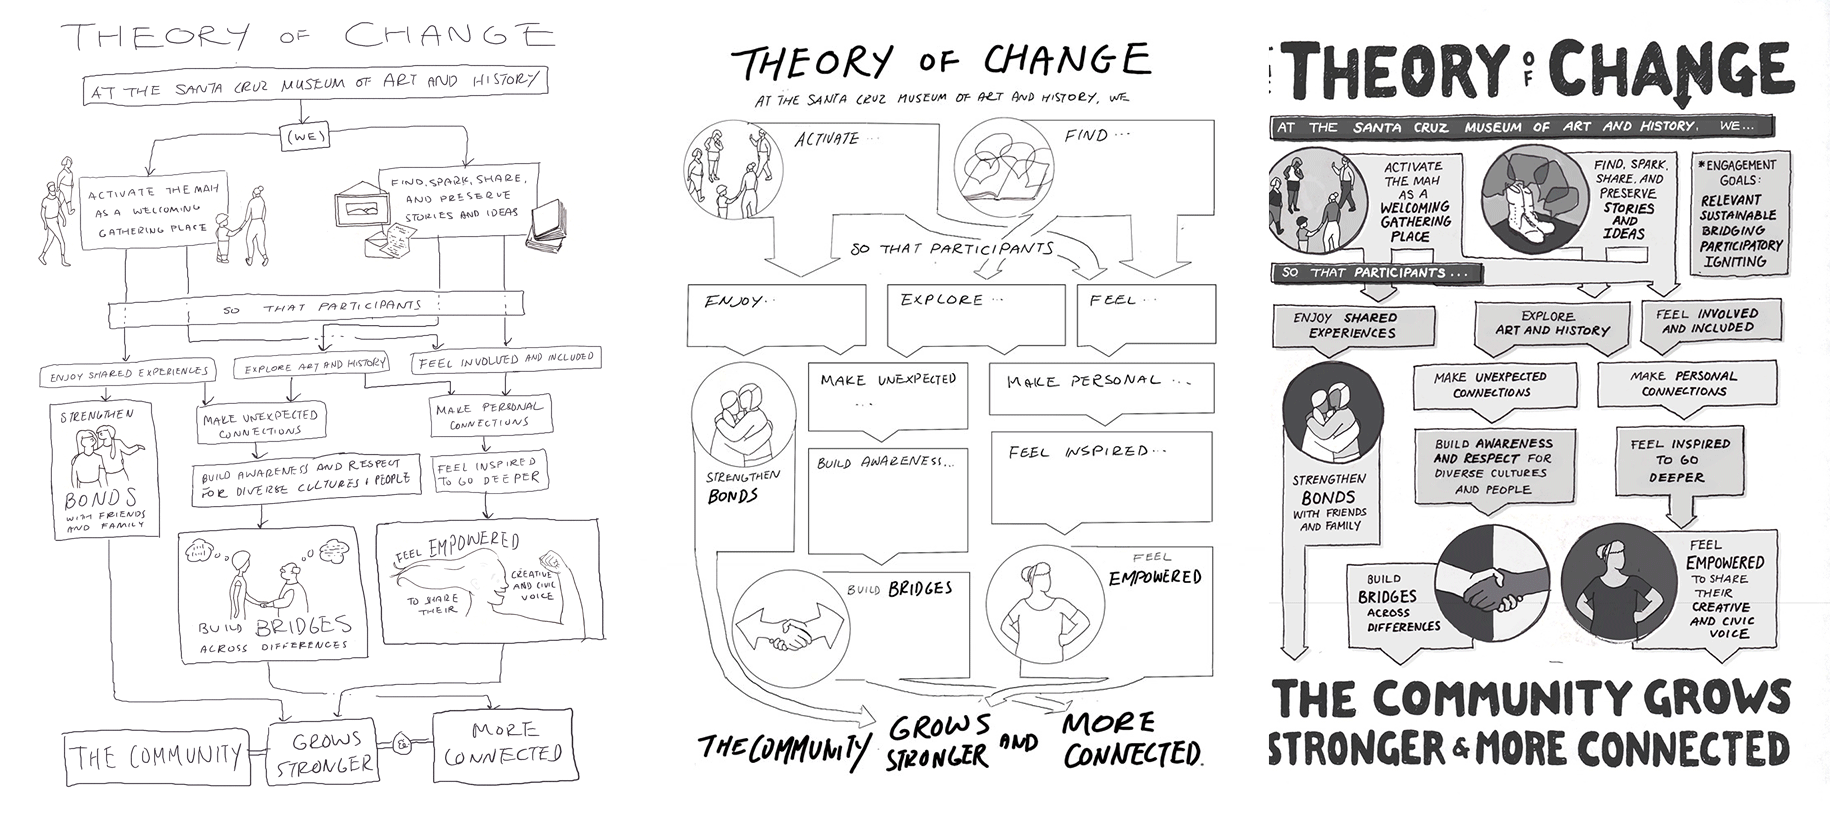 THEORY OF CHANGE
AT THE SANTA CRUZ MUSEUM OF ART AND HISTORY
(WE)
ACTIVATE THE MAH
AS A WELCOMING
GATHERING PLACE
FIND, SPARK, SHARE,
AND PRESERVE
STORIES AND IDEAS
SO THAT PARTICIPANTS
ENJOY SHARED EXPERIENCES
EXPLORE ART AND HISTORY
FEEL INVOLVED AND INCLUDED
STRENGTHEN
BONDS
WITH FRIENDS
AND FAMILY
MAKE UNEXPECTED
CONNECTIONS
MAKE PERSONAL
CONNECTIONS
BUILD AWARENESS AND RESPECT
FOR DIVERSE CULTURES & PEOPLE
FEEL INSPIRED
TO GO DEEPER
BUILD BRIDGES
ACROSS DIFFERENCES
FEEL EMPOWERED
TO SHARE
THEIR
CREATIVE
AND CIVIC
VOICE
THE COMMUNITY
GROWS
STRONGER
&
MORE
CONNECTED
THEORY OF CHANGE
AT THE SANTA CRUZ MUSEUM OF ART AND HISTORY, WE
ACTIVATE ...
FIND ...
SO THAT PARTICIPANTS
ENJOY...
EXPLORE ...
FEEL ...
STRENGTHEN
BONDS
MAKE UNEXPECTED
...
MAKE PERSONAL ...
BUILD AWARENESS...
FEEL INSPIRED...
BUILD BRIDGES
FEEL
EMPOWERED
THE COMMUNITY
GROWS
STRONGER
AND
MORE
CONNECTED.
THEORY OF CHANGE
AT THE SANTA CRUZ MUSEUM OF ART AND HISTORY, WE...
ACTIVATE
THE MAH
AS A
WELCOMING
GATHERING
PLACE
FIND, SPARK,
SHARE, AND
PRESERVE
STORIES
AND
IDEAS
*ENGAGEMENT
GOALS:
RELEVANT
SUSTAINABLE
BRIDGING
PARTICIPATORY
IGNITING
SO THAT PARTICIPANTS...
ENJOY SHARED
EXPERIENCES
EXPLORE
ART AND HISTORY
FEEL INVOLVED
AND INCLUDED
STRENGTHEN
BONDS
WITH FRIENDS
AND FAMILY
MAKE UNEXPECTED
CONNECTIONS
MAKE PERSONAL
CONNECTIONS
BUILD AWARENESS
AND RESPECT FOR
DIVERSE CULTURES
AND PEOPLE
FEEL INSPIRED
TO GO
DEEPER
BUILD
BRIDGES
ACROSS
DIFFERENCES
FEEL
EMPOWERED
TO SHARE
THEIR
CREATIVE
AND CIVIC
VOICE
THE COMMUNITY GROWS
STRONGER & MORE CONNECTED